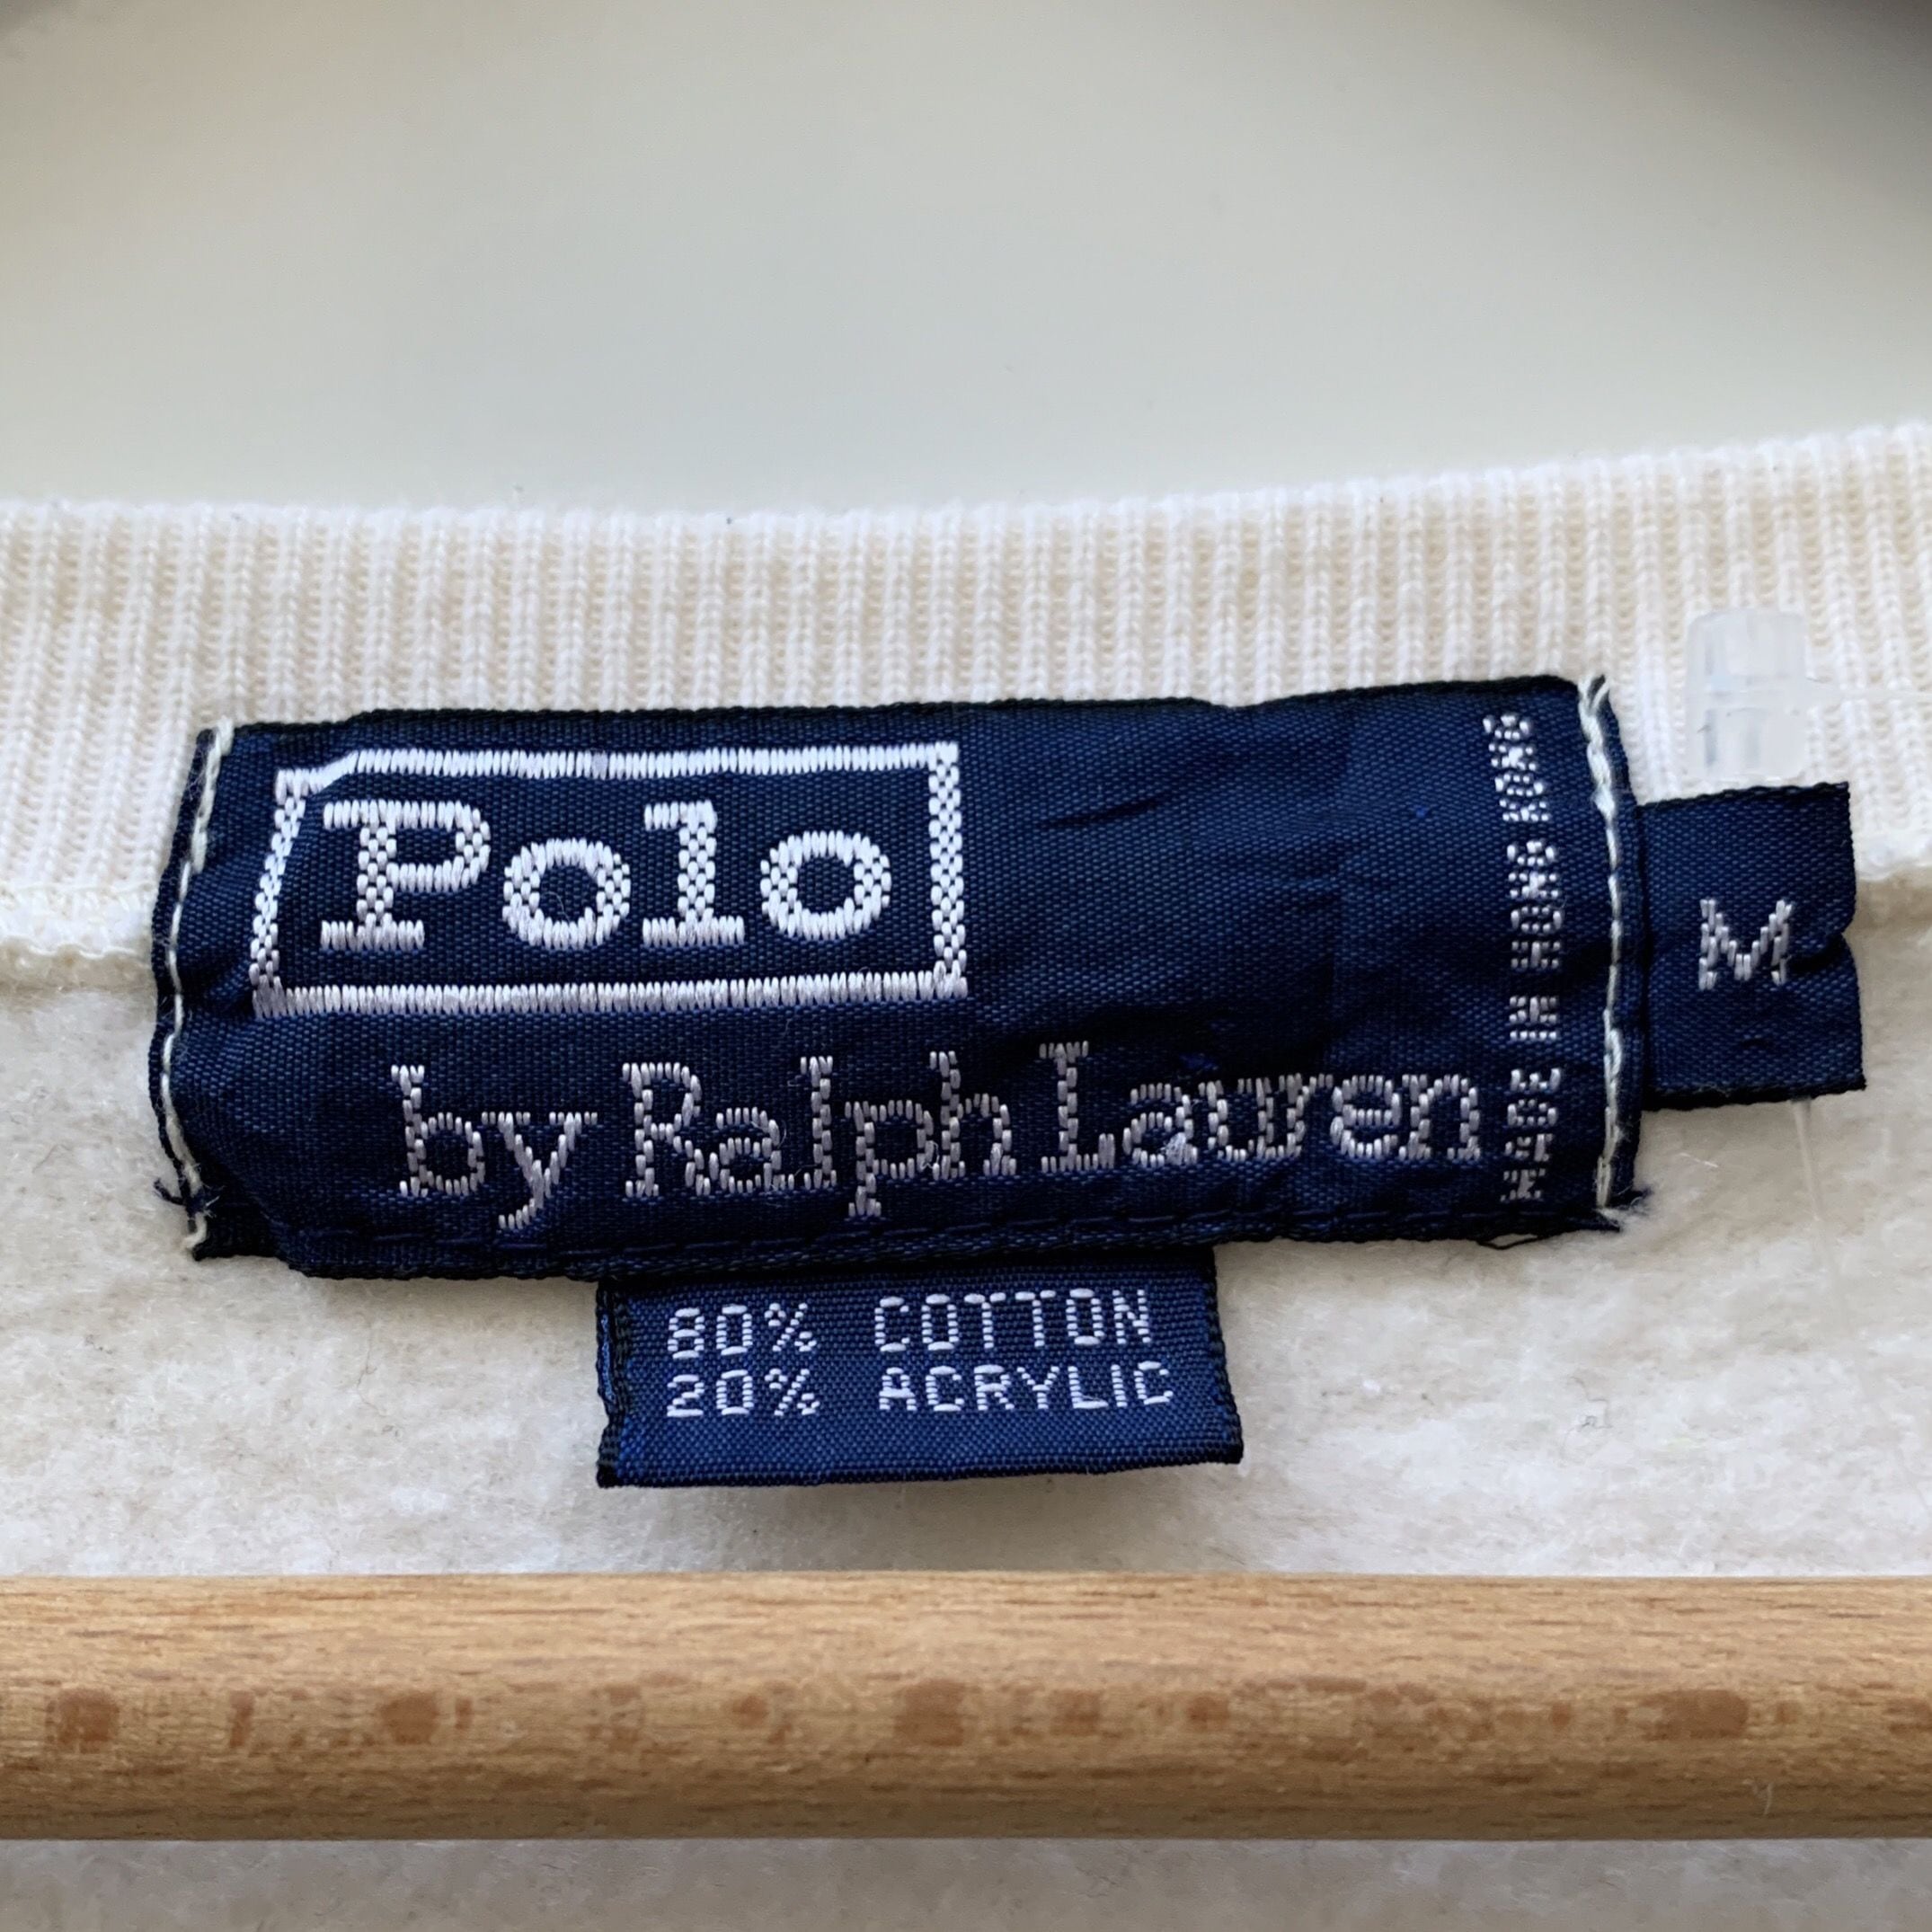 Polo
by Ralph Lauren
MADE IN HONG KONG
M
80% COTTON
20% ACRYLIC